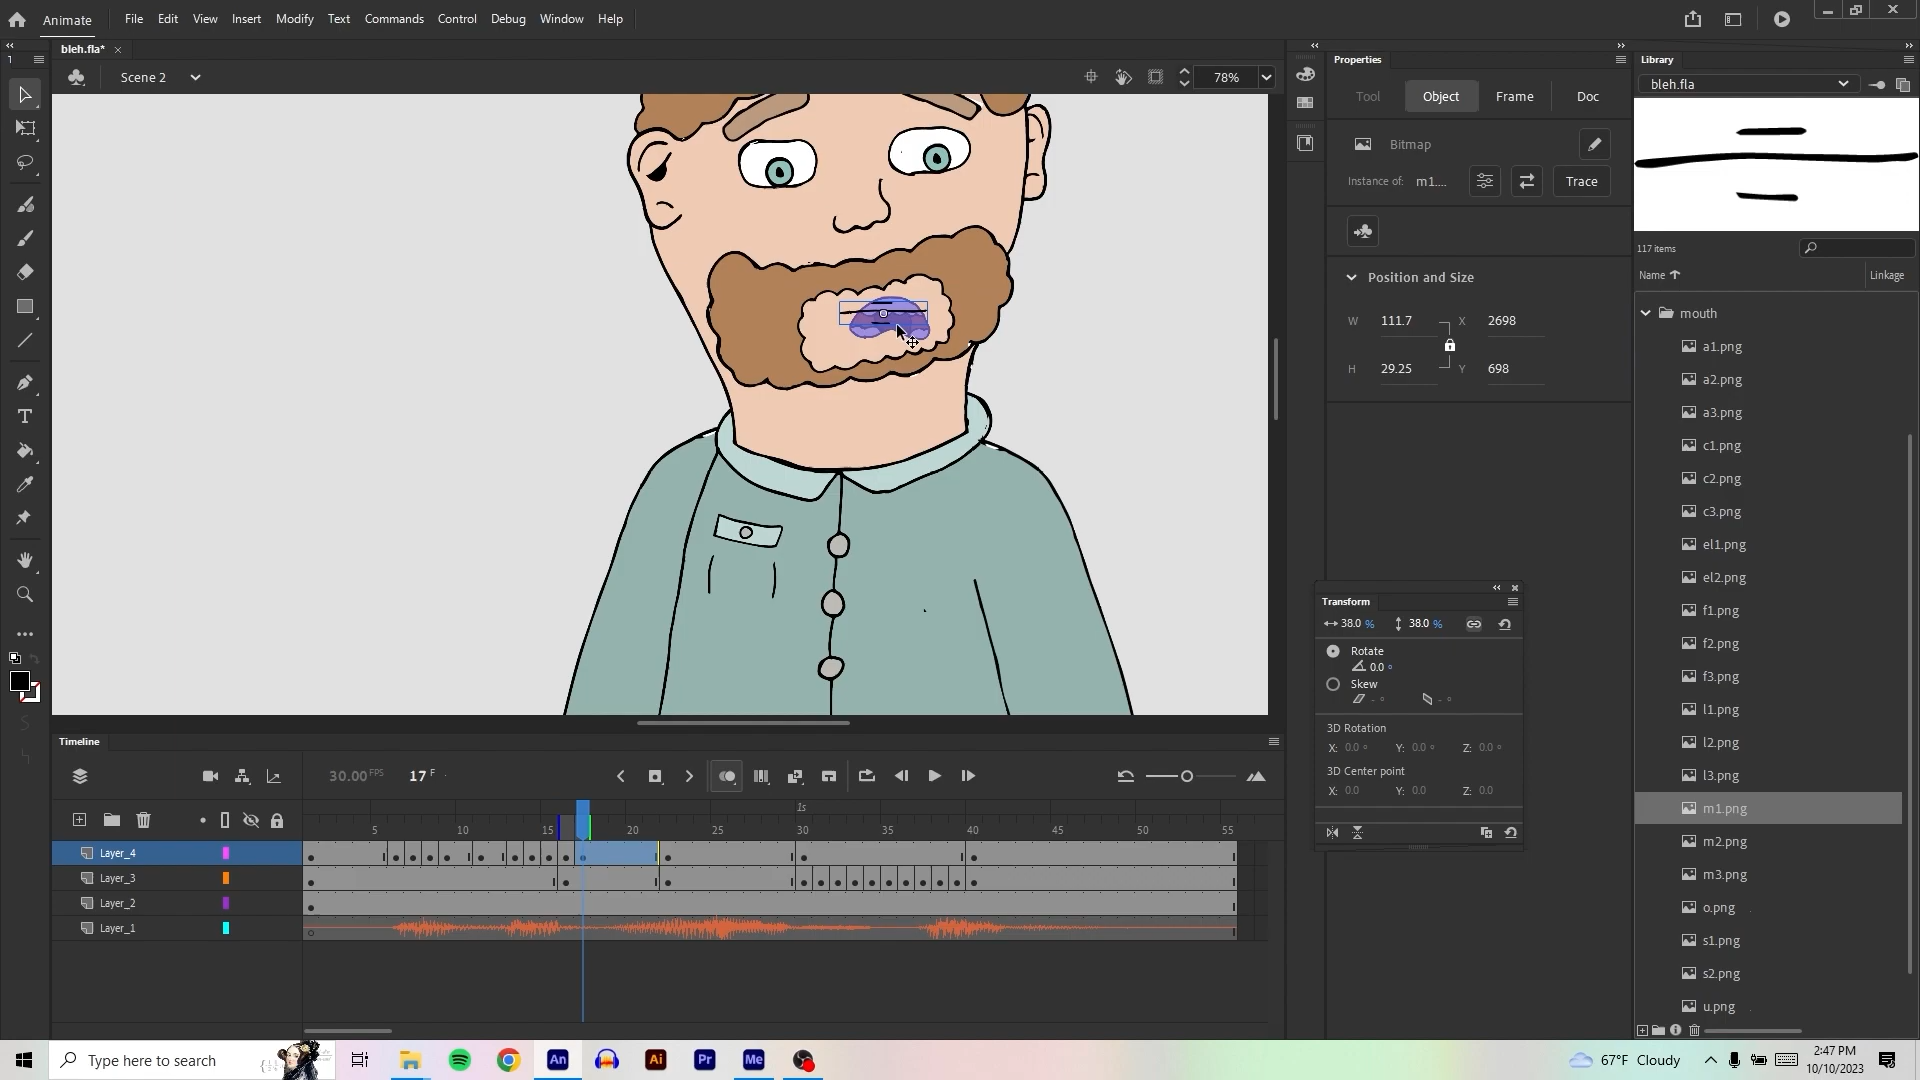 Animate File Edit View Insert Modify Text Commands Control Debug Window Help
bleh.fla* ×
1
Scene 2 78%
Properties
Tool Object Frame Doc
Bitmap
Instance of: m1.... Trace
Position and Size
W 111.7 X 2698
H 29.25 Y 698
Library
bleh.fla
117 items
Name Linkage
mouth
a1.png
a2.png
a3.png
c1.png
c2.png
c3.png
el1.png
el2.png
f1.png
f2.png
f3.png
l1.png
l2.png
l3.png
m1.png
m2.png
m3.png
o.png
s1.png
s2.png
u.png
Transform
38.0 % 38.0 %
Rotate
0.0 °
Skew
- ° - °
3D Rotation
X: 0.0 ° Y: 0.0 ° Z: 0.0 °
3D Center point
X: 0.0 Y: 0.0 Z: 0.0
Timeline
30.00 FPS 17 F
1s
5 10 15 20 25 30 35 40 45 50 55
Layer_4
Layer_3
Layer_2
Layer_1
Type here to search
An Ai Pr Me
67°F Cloudy
2:47 PM
10/10/2023